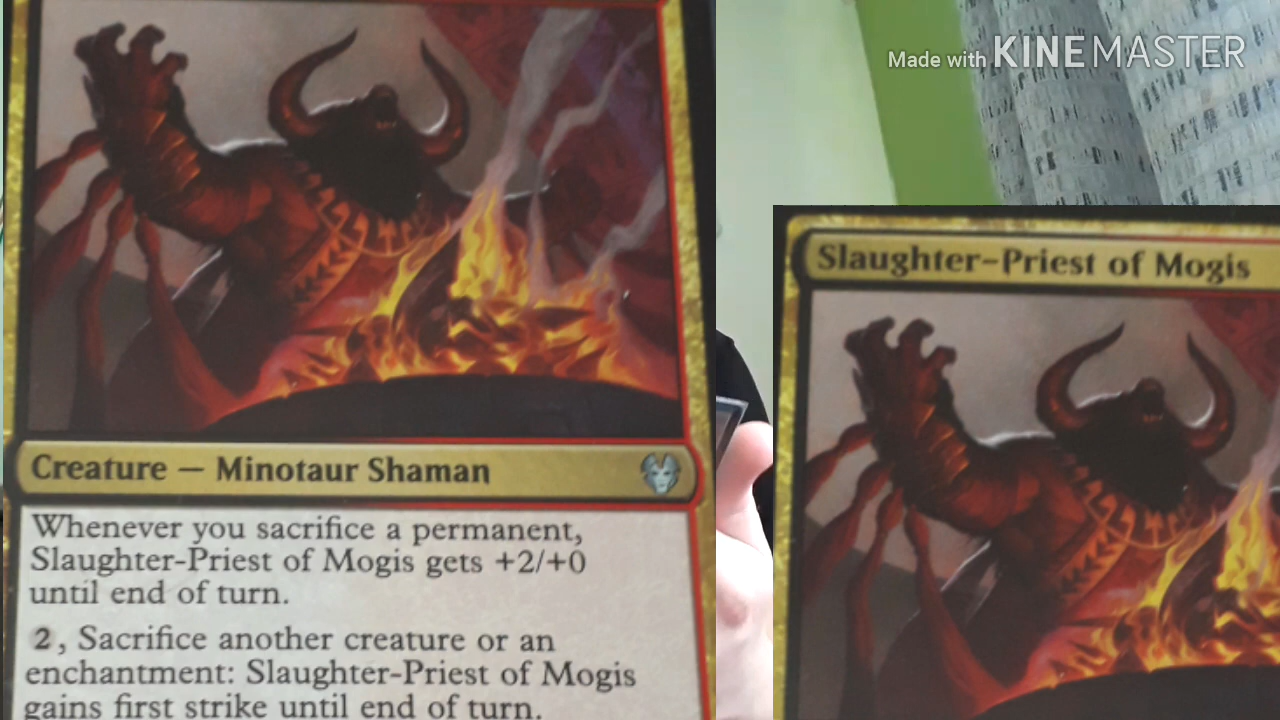 Made with KINEMASTER
Slaughter-Priest of Mogis
Creature — Minotaur Shaman
Whenever you sacrifice a permanent,
Slaughter-Priest of Mogis gets +2/+0
until end of turn.
2, Sacrifice another creature or an
enchantment: Slaughter-Priest of Mogis
gains first strike until end of turn.